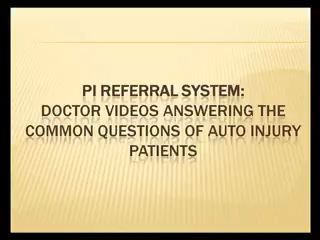 PI REFERRAL SYSTEM:
DOCTOR VIDEOS ANSWERING THE
COMMON QUESTIONS OF AUTO INJURY
PATIENTS